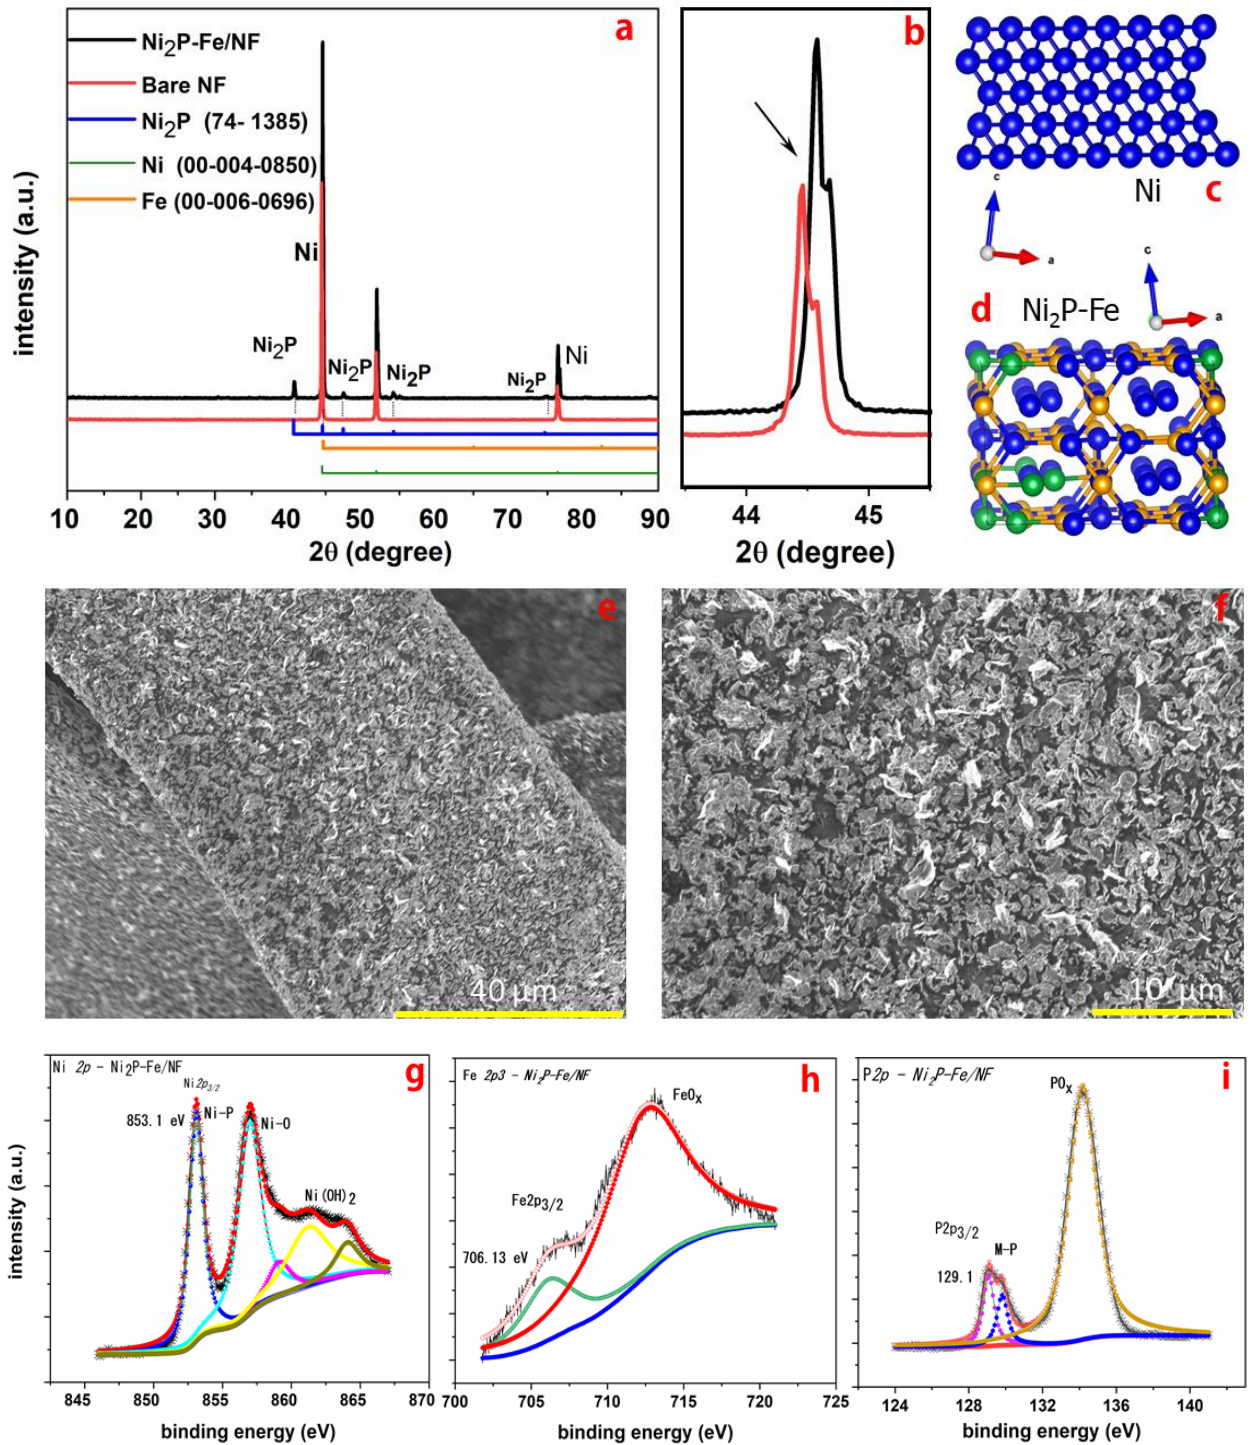 a
Ni2P-Fe/NF
Bare NF
Ni2P (74- 1385)
Ni (00-004-0850)
Fe (00-006-0696)
Ni
Ni2P
Ni2P
Ni2P
Ni2P
Ni
intensity (a.u.)
10 20 30 40 50 60 70 80 90
2θ (degree)
b
44 45
2θ (degree)
Ni
c
c
a
c
a
d
Ni2P-Fe
e
40 µm
f
10 µm
Ni 2p - Ni2P-Fe/NF
g
Ni2p3/2
853.1 eV
Ni-P
Ni-O
Ni(OH)2
intensity (a.u.)
845 850 855 860 865 870
binding energy (eV)
Fe 2p3 - Ni2P-Fe/NF
h
FeOx
Fe2p3/2
706.13 eV
700 705 710 715 720 725
binding energy (eV)
P2p - Ni2P-Fe/NF
i
POx
P2p3/2
M-P
129.1
124 128 132 136 140
binding energy (eV)